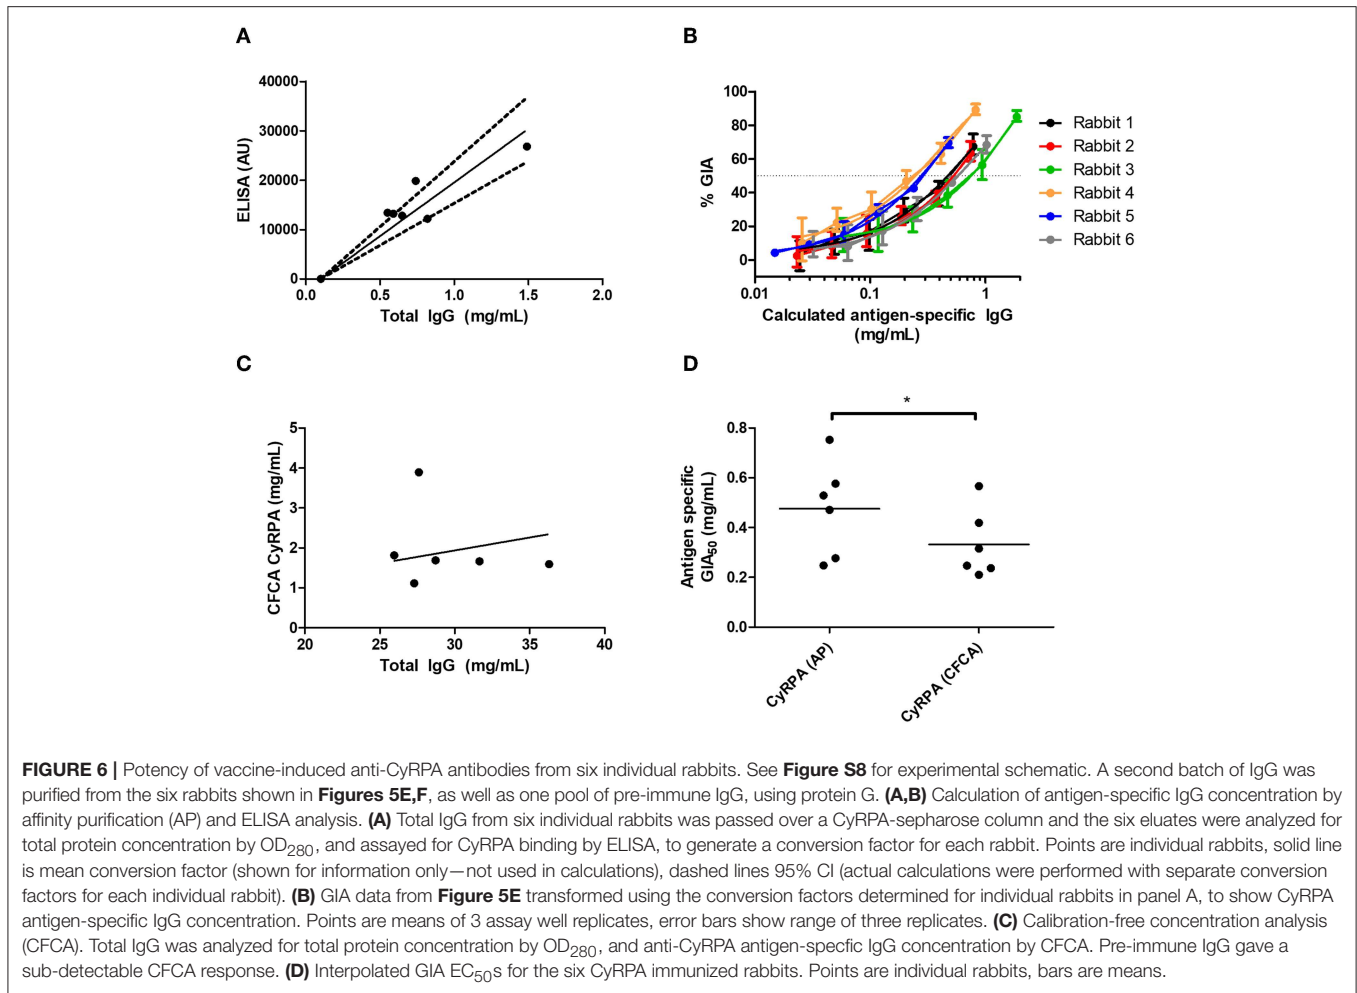 A
ELISA (AU)
40000
30000
20000
10000
0
0.0 0.5 1.0 1.5 2.0
Total IgG (mg/mL)
B
% GIA
100
80
60
40
20
0
0.01 0.1 1
Calculated antigen-specific IgG
(mg/mL)
Rabbit 1
Rabbit 2
Rabbit 3
Rabbit 4
Rabbit 5
Rabbit 6
C
CFCA CyRPA (mg/mL)
5
4
3
2
1
0
20 25 30 35 40
Total IgG (mg/mL)
D
*
Antigen specific
GIA50 (mg/mL)
0.8
0.6
0.4
0.2
0.0
CyRPA (AP)
CyRPA (CFCA)
FIGURE 6 | Potency of vaccine-induced anti-CyRPA antibodies from six individual rabbits. See Figure S8 for experimental schematic. A second batch of IgG was
purified from the six rabbits shown in Figures 5E,F, as well as one pool of pre-immune IgG, using protein G. (A,B) Calculation of antigen-specific IgG concentration by
affinity purification (AP) and ELISA analysis. (A) Total IgG from six individual rabbits was passed over a CyRPA-sepharose column and the six eluates were analyzed for
total protein concentration by OD280, and assayed for CyRPA binding by ELISA, to generate a conversion factor for each rabbit. Points are individual rabbits, solid line
is mean conversion factor (shown for information only—not used in calculations), dashed lines 95% CI (actual calculations were performed with separate conversion
factors for each individual rabbit). (B) GIA data from Figure 5E transformed using the conversion factors determined for individual rabbits in panel A, to show CyRPA
antigen-specific IgG concentration. Points are means of 3 assay well replicates, error bars show range of three replicates. (C) Calibration-free concentration analysis
(CFCA). Total IgG was analyzed for total protein concentration by OD280, and anti-CyRPA antigen-specfic IgG concentration by CFCA. Pre-immune IgG gave a
sub-detectable CFCA response. (D) Interpolated GIA EC50s for the six CyRPA immunized rabbits. Points are individual rabbits, bars are means.